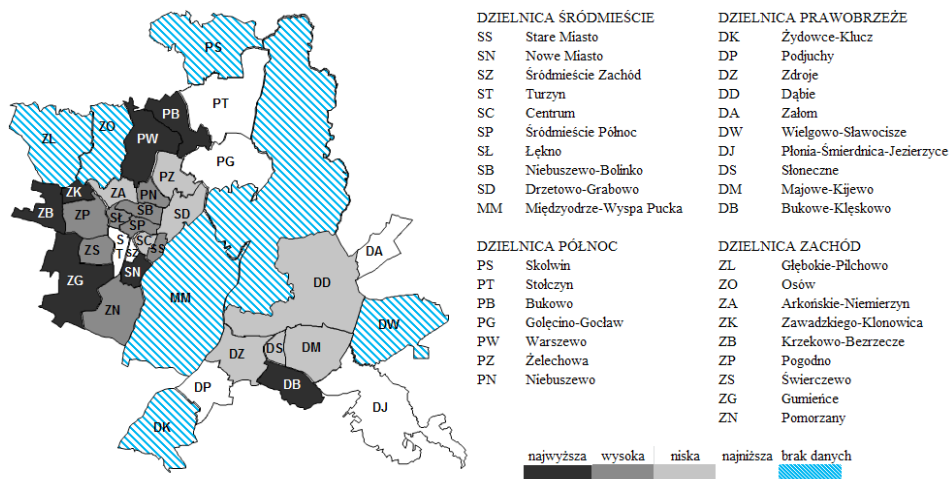 PS
PT
PB
PW
ZO
ZL
PG
PZ
ZK
ZA
PN
ZB
ZP
SŁ
SB
SD
SP
ZS
S
T
SZ
SC
SS
SN
ZG
DA
ZN
MM
DD
DW
DZ
DS
DM
DP
DB
DJ
DK
DZIELNICA ŚRÓDMIEŚCIE
SS Stare Miasto
SN Nowe Miasto
SZ Śródmieście Zachód
ST Turzyn
SC Centrum
SP Śródmieście Północ
SŁ Łękno
SB Niebuszewo-Bolinko
SD Drzetowo-Grabowo
MM Międzyodrze-Wyspa Pucka
DZIELNICA PÓŁNOC
PS Skolwin
PT Stołczyn
PB Bukowo
PG Golęcino-Gocław
PW Warszewo
PZ Żelechowa
PN Niebuszewo
DZIELNICA PRAWOBRZEŻE
DK Żydowce-Klucz
DP Podjuchy
DZ Zdroje
DD Dąbie
DA Załom
DW Wielgowo-Sławocisze
DJ Płonia-Śmierdnica-Jezierzyce
DS Słoneczne
DM Majowe-Kijewo
DB Bukowe-Klęskowo
DZIELNICA ZACHÓD
ZL Głębokie-Pilchowo
ZO Osów
ZA Arkońskie-Niemierzyn
ZK Zawadzkiego-Klonowica
ZB Krzekowo-Bezrzecze
ZP Pogodno
ZS Świerczewo
ZG Gumieńce
ZN Pomorzany
najwyższa wysoka niska najniższa brak danych